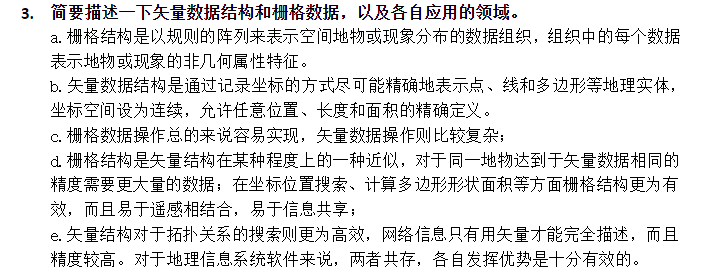 3. 简要描述一下矢量数据结构和栅格数据，以及各自应用的领域。
a. 栅格结构是以规则的阵列来表示空间地物或现象分布的数据组织，组织中的每个数据
表示地物或现象的非几何属性特征。
b. 矢量数据结构是通过记录坐标的方式尽可能精确地表示点、线和多边形等地理实体，
坐标空间设为连续，允许任意位置、长度和面积的精确定义。
c. 栅格数据操作总的来说容易实现，矢量数据操作则比较复杂；
d. 栅格结构是矢量结构在某种程度上的一种近似，对于同一地物达到于矢量数据相同的
精度需要更大量的数据；在坐标位置搜索、计算多边形形状面积等方面栅格结构更为有
效，而且易于遥感相结合，易于信息共享；
e. 矢量结构对于拓扑关系的搜索则更为高效，网络信息只有用矢量才能完全描述，而且
精度较高。对于地理信息系统软件来说，两者共存，各自发挥优势是十分有效的。